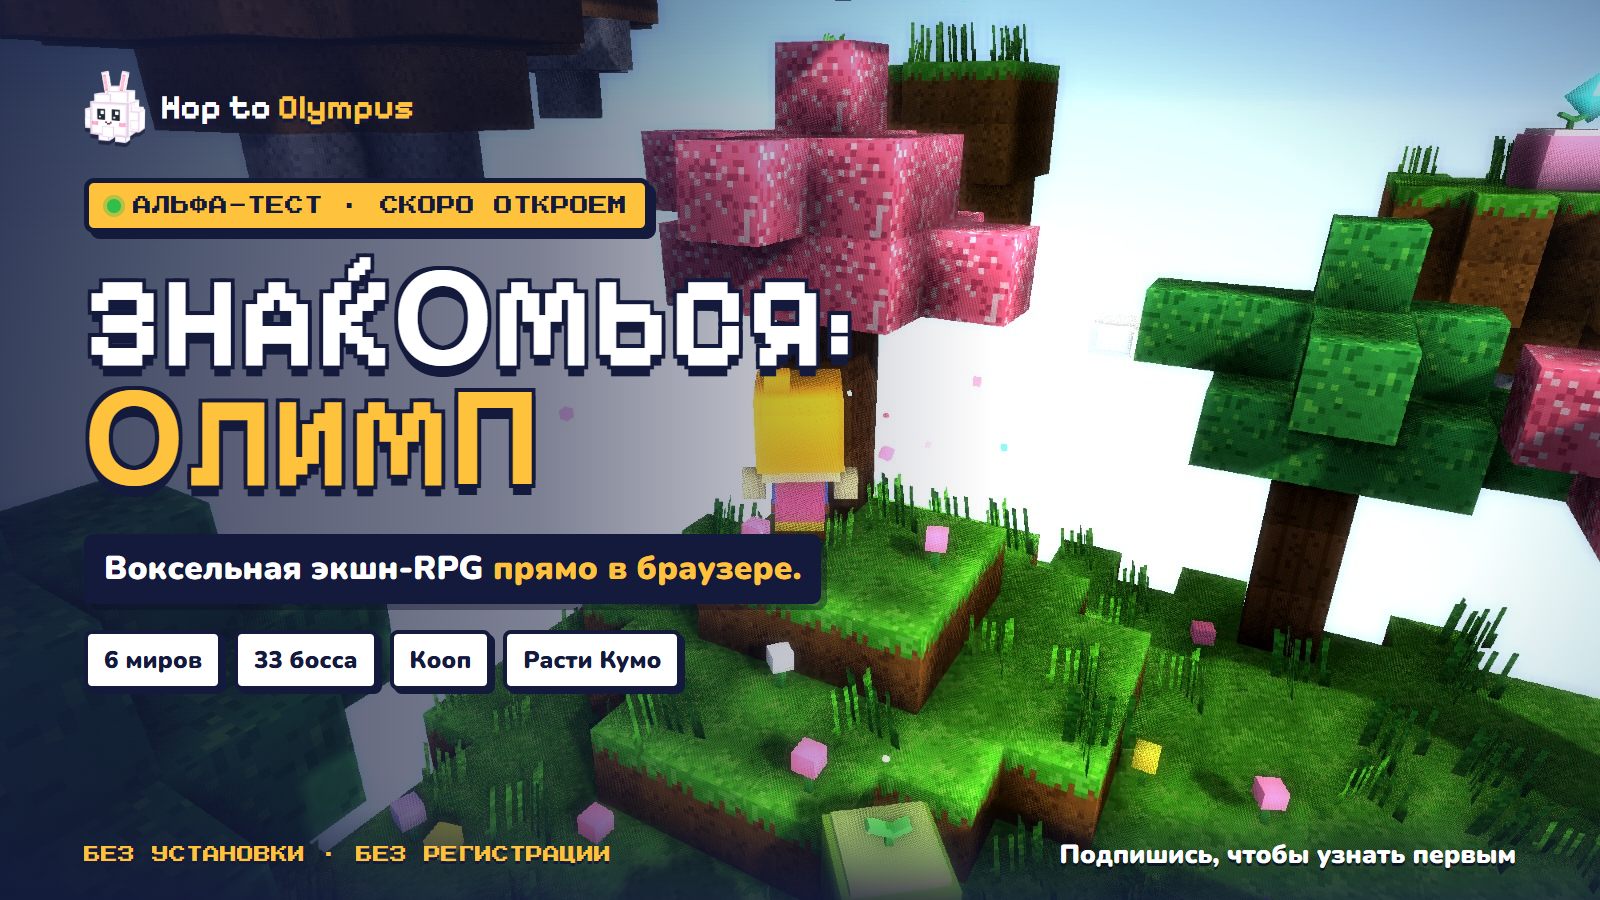 Hop to Olympus
АЛЬФА-ТЕСТ · СКОРО ОТКРОЕМ
ЗНАЌОМЬСЯ:
ОЛИМП
Воксельная экшн-RPG прямо в браузере.
6 миров
33 босса
Кооп
Расти Кумо
БЕЗ УСТАНОВКИ · БЕЗ РЕГИСТРАЦИИ
Подпишись, чтобы узнать первым